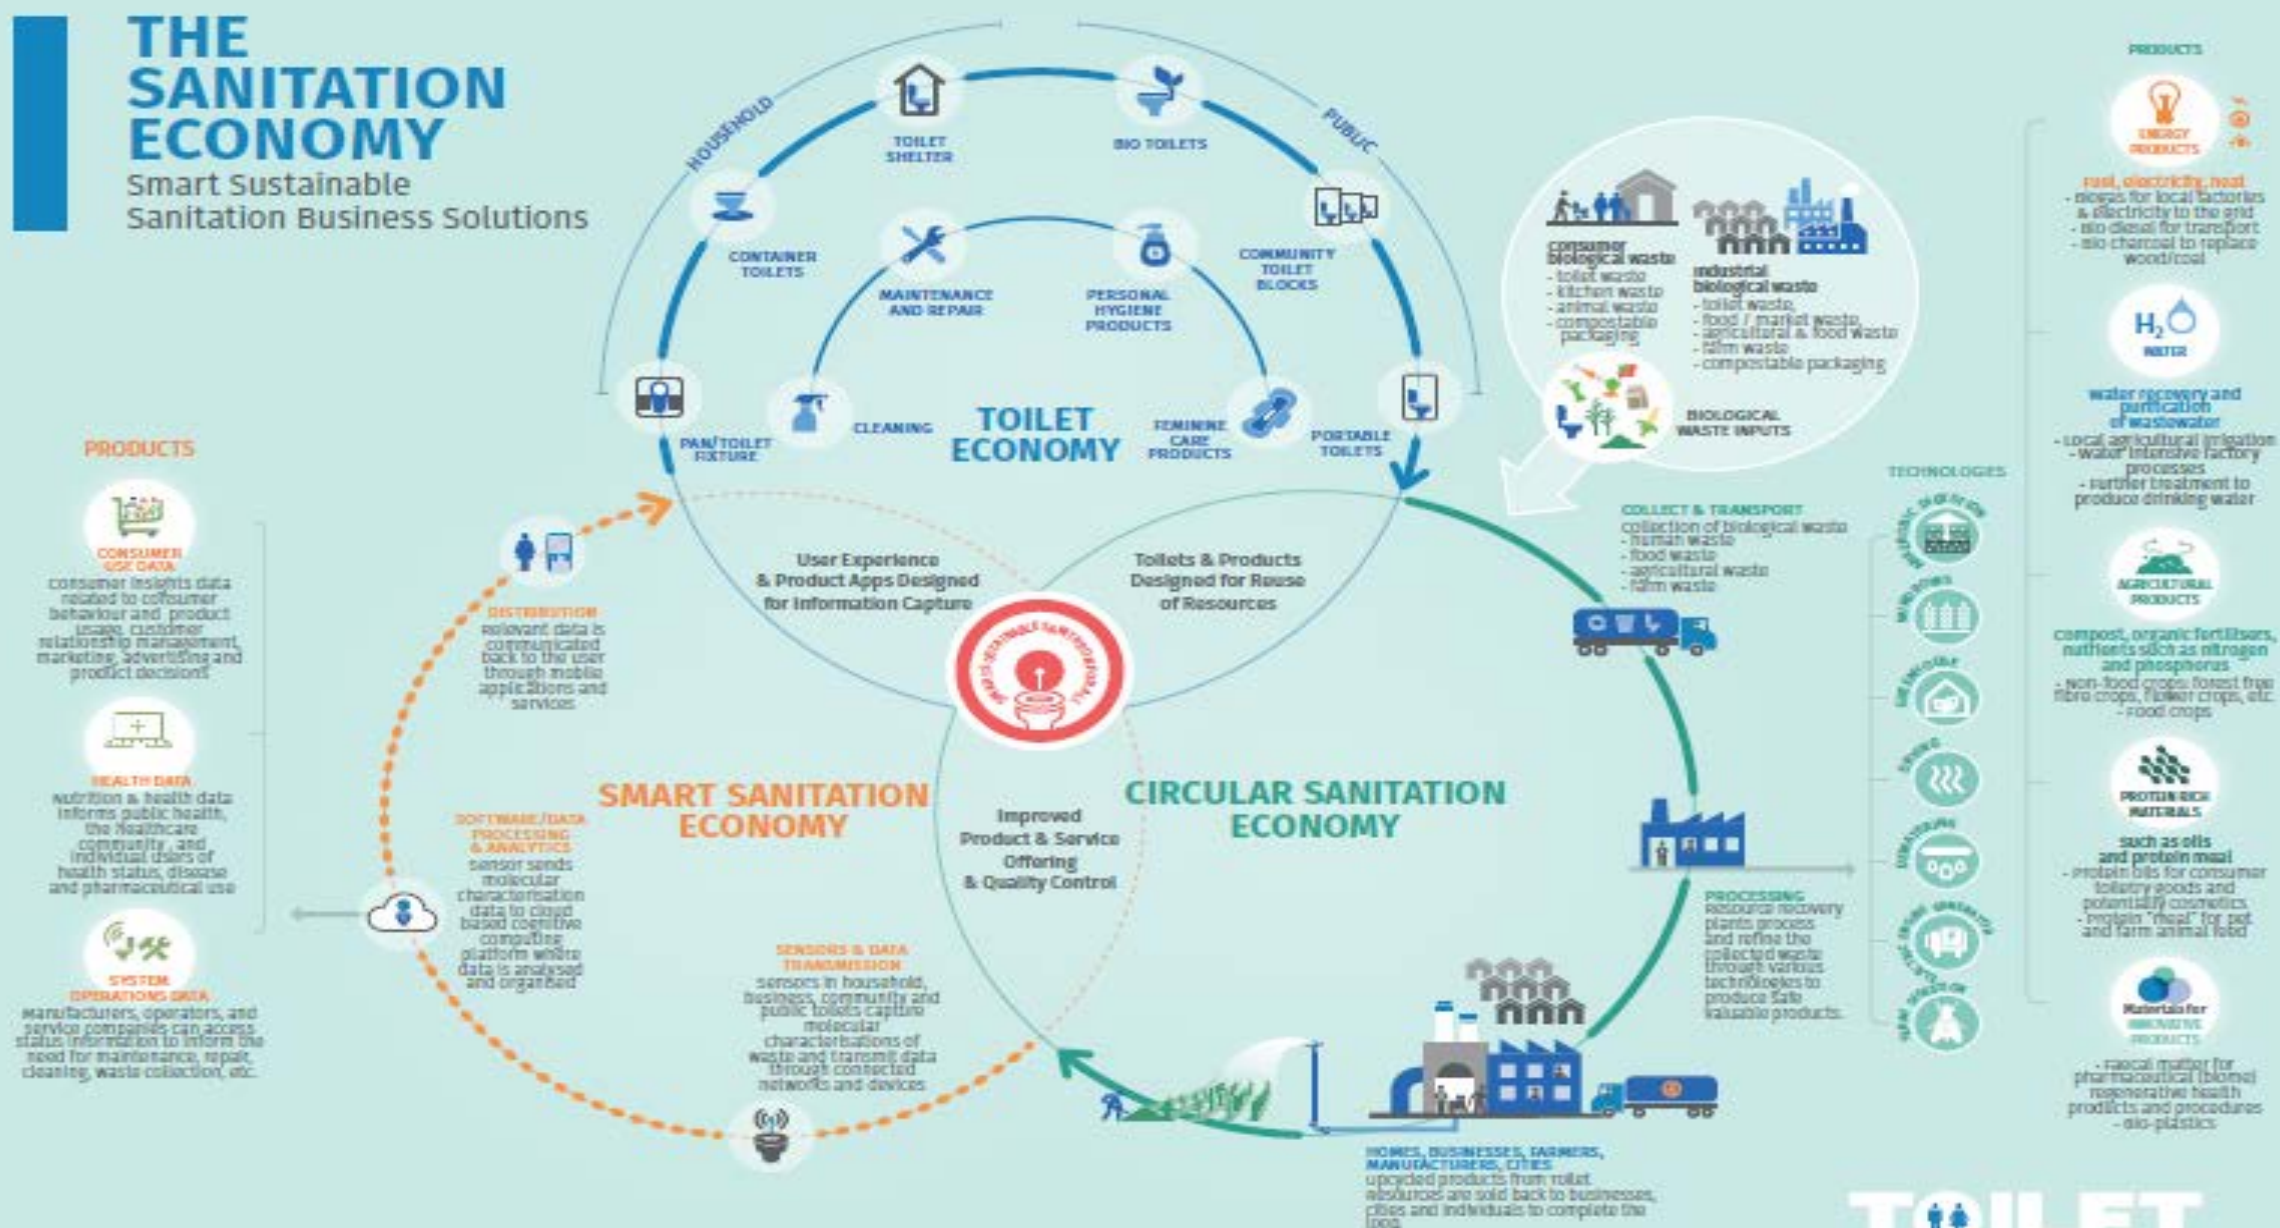 THE
SANITATION
ECONOMY
Smart Sustainable
Sanitation Business Solutions
HOUSEHOLD
PUBLIC
TOILET
SHELTER
BIO TOILETS
CONTAINER
TOILETS
COMMUNITY
TOILET
BLOCKS
MAINTENANCE
AND REPAIR
PERSONAL
HYGIENE
PRODUCTS
PAN/TOILET
FIXTURE
CLEANING
TOILET
ECONOMY
FEMININE
CARE
PRODUCTS
PORTABLE
TOILETS
consumer
biological waste
- toilet waste
- kitchen waste
- animal waste
- compostable
packaging
industrial
biological waste
- toilet waste,
- food / market waste,
- agricultural & food waste
- farm waste
- compostable packaging
BIOLOGICAL
WASTE INPUTS
User Experience
& Product Apps Designed
for Information Capture
Toilets & Products
Designed for Reuse
of Resources
Improved
Product & Service
Offering
& Quality Control
SMART SANITATION
ECONOMY
CIRCULAR SANITATION
ECONOMY
PRODUCTS
CONSUMER
USE DATA
Consumer insights data
related to consumer
behaviour and product
usage, customer
relationship management,
marketing, advertising and
product decisions
HEALTH DATA
Nutrition & health data
informs public health,
the healthcare
community, and
individual users of
health status, disease
and pharmaceutical use
SYSTEM
OPERATIONS DATA
Manufacturers, operators, and
service companies can access
status information to inform the
need for maintenance, repair,
cleaning, waste collection, etc.
DISTRIBUTION
Relevant data is
communicated
back to the user
through mobile
applications and
services
SOFTWARE/DATA
PROCESSING
& ANALYTICS
sensor sends
molecular
characterisation
data to cloud
based cognitive
computing
platform where
data is analysed
and organised
SENSORS & DATA
TRANSMISSION
sensors in household,
business, community and
public toilets capture
molecular
characterisations of
waste and transmit data
through connected
networks and devices
COLLECT & TRANSPORT
collection of biological waste
- human waste
- food waste
- agricultural waste
- farm waste
PROCESSING
Resource recovery
plants process
and refine the
collected waste
through various
technologies to
produce safe
valuable products.
HOMES, BUSINESSES, FARMERS,
MANUFACTURERS, CITIES
upcycled products from toilet
resources are sold back to businesses,
cities and individuals to complete the
loop
TECHNOLOGIES
GREENHOUSE
DRYING
DEWATERING
PRODUCTS
ENERGY
PRODUCTS
Fuel, electricity, heat
- Biogas for local factories
& electricity to the grid
- Bio diesel for transport
- Bio charcoal to replace
wood/coal
H2O
WATER
water recovery and
purification
of wastewater
- Local agricultural irrigation
- Water intensive factory
processes
- Further treatment to
produce drinking water
AGRICULTURAL
PRODUCTS
compost, organic fertilisers,
nutrients such as nitrogen
and phosphorus
- Non-food crops: forest free
fibre crops, flower crops, etc.
- Food crops
PROTEIN RICH
MATERIALS
such as oils
and protein meal
- Protein oils for consumer
toiletry goods and
potentially cosmetics
- Protein "meal" for pet
and farm animal feed
Materials for
INNOVATIVE
PRODUCTS
- Faecal matter for
pharmaceutical (biome)
regenerative health
products and procedures
- Bio-plastics
TOILET